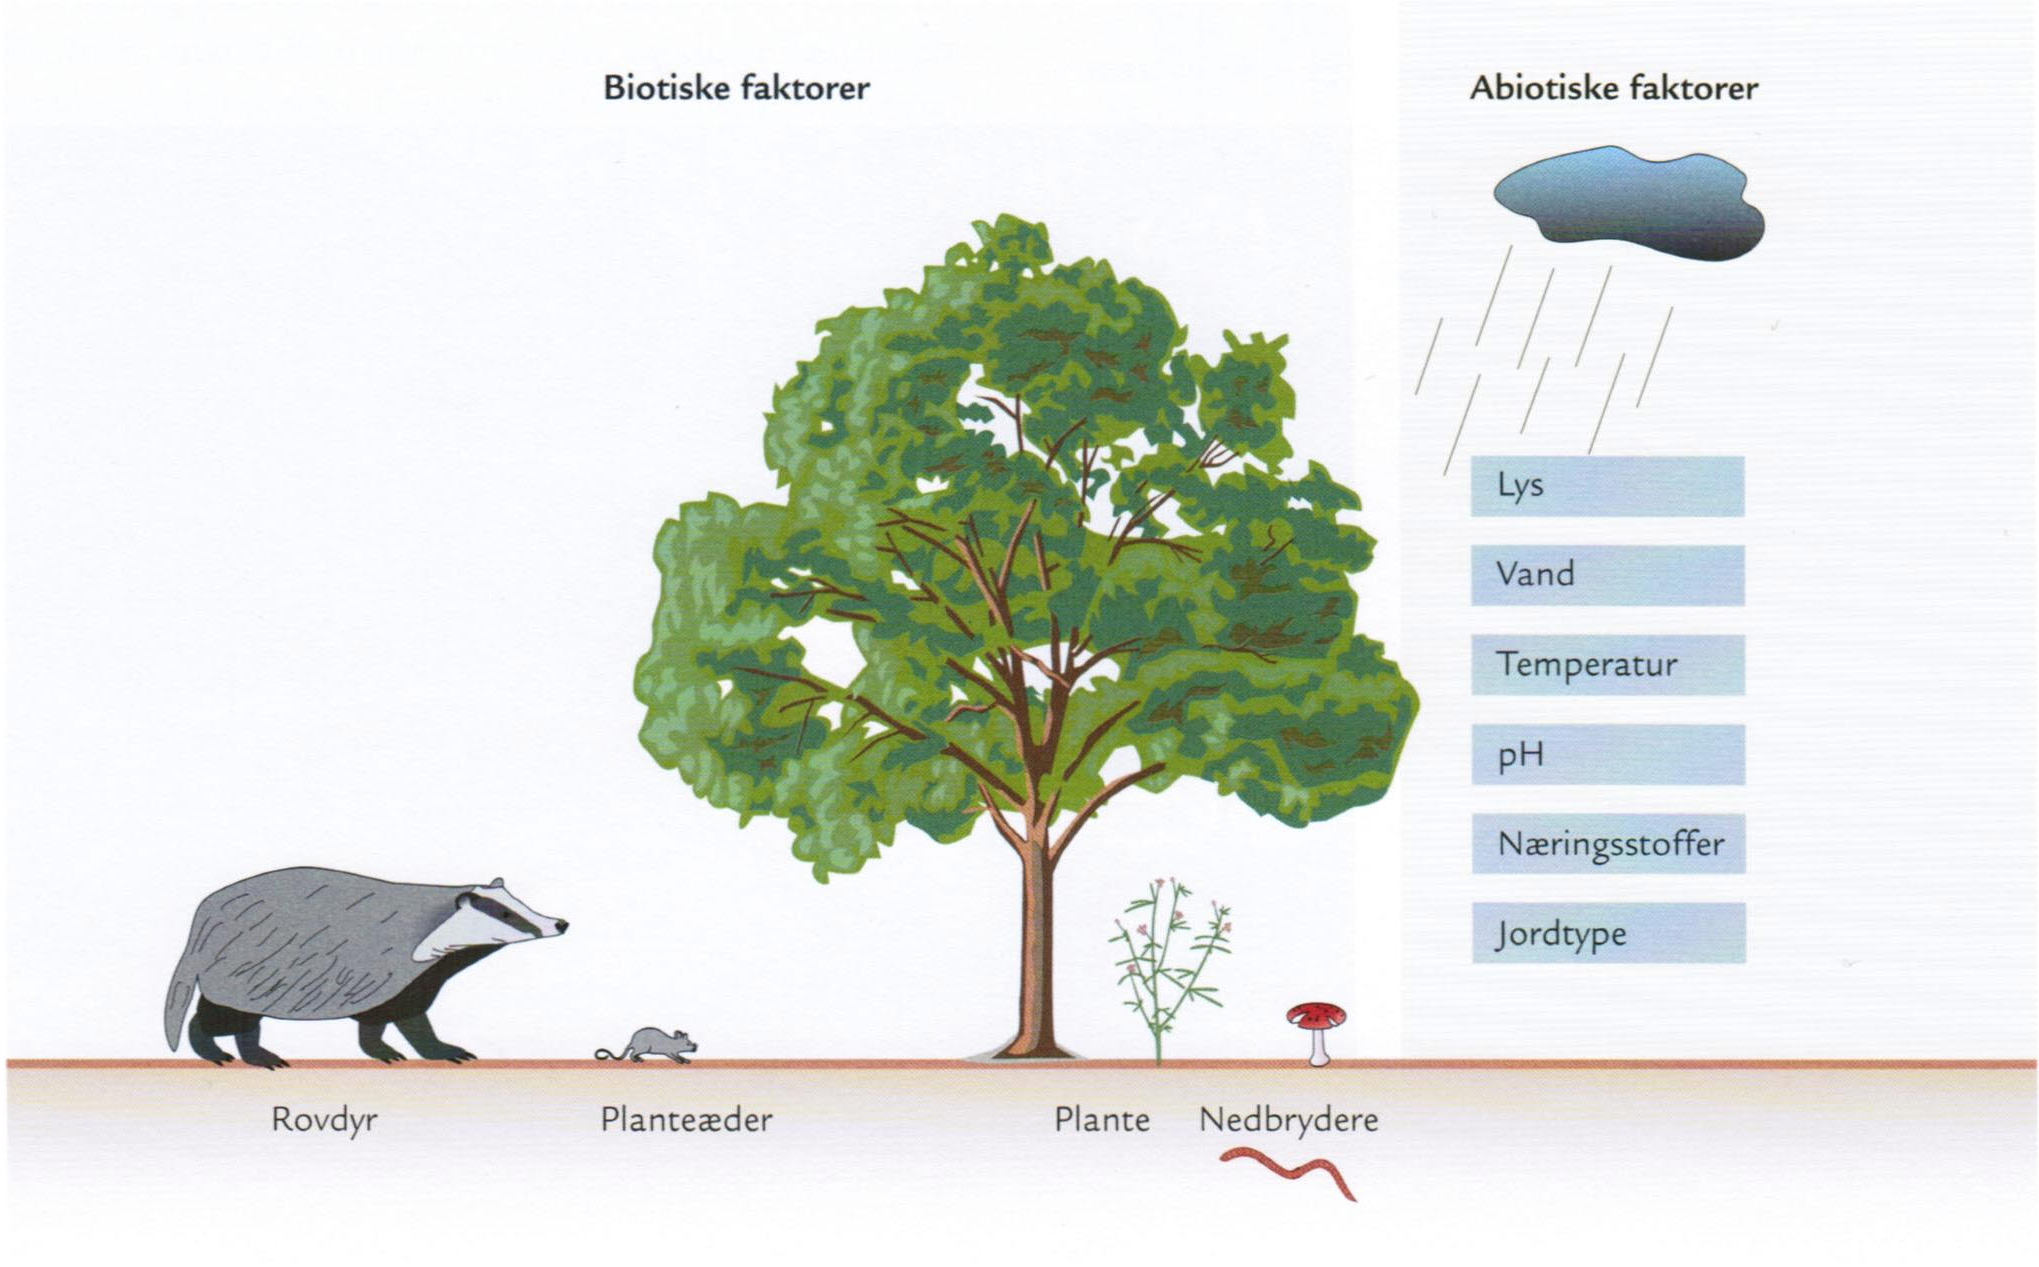 Biotiske faktorer
Abiotiske faktorer
Lys
Vand
Temperatur
pH
Næringsstoffer
Jordtype
Rovdyr
Planteæder
Plante
Nedbrydere